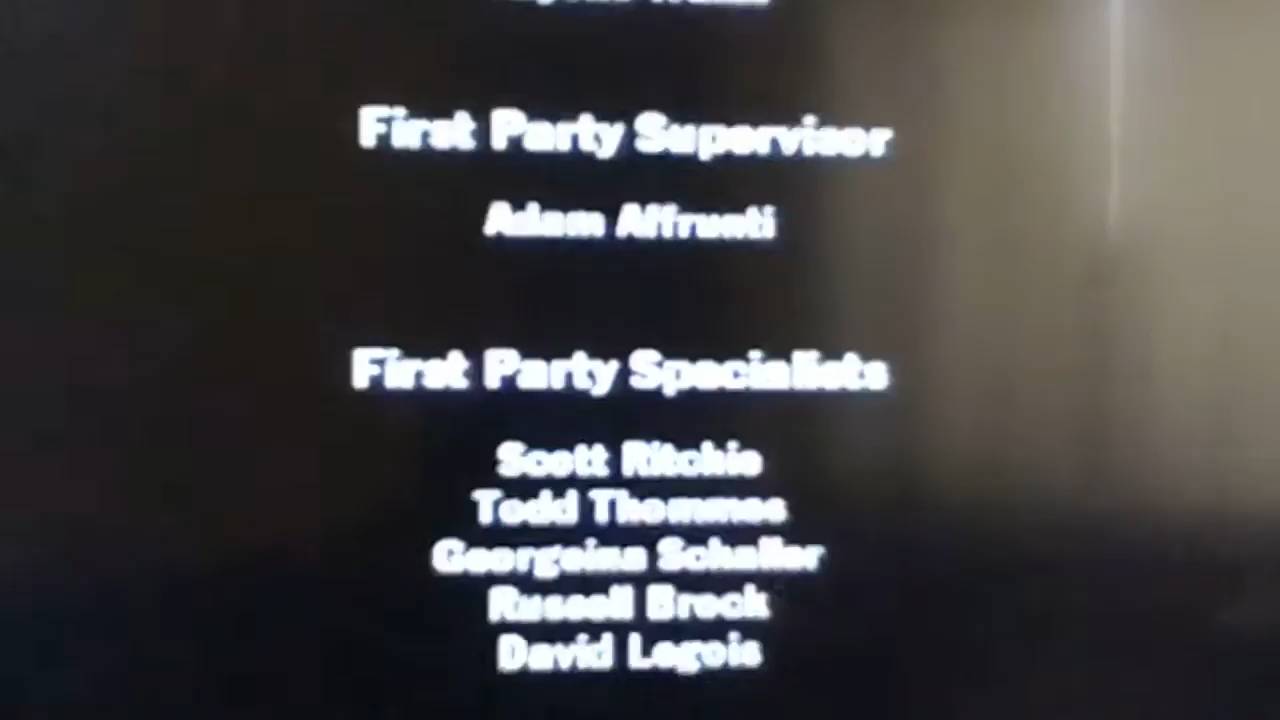 First Party Supervisor
Adam Affrunti
First Party Specialists
Scott Ritchie
Todd Thommes
Georgeina Schaller
Russell Brock
David Legois